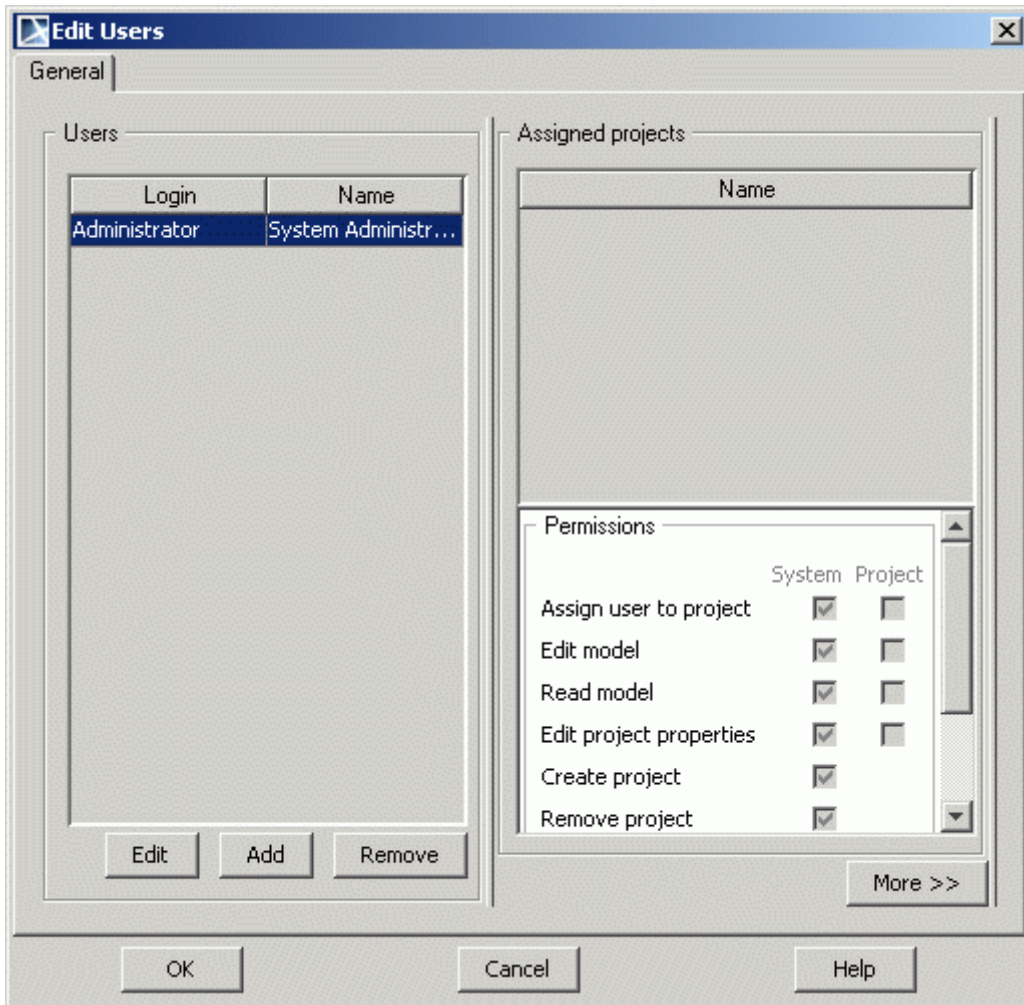 Edit Users
General
Users
Login Name
Administrator System Administr...
Edit Add Remove
Assigned projects
Name
Permissions
System Project
Assign user to project
Edit model
Read model
Edit project properties
Create project
Remove project
More >>
OK Cancel Help